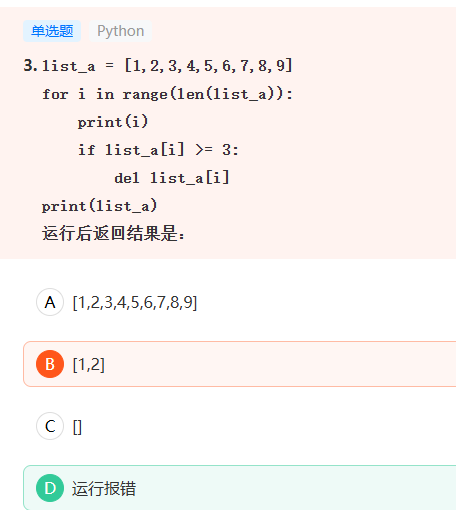 单选题 Python
3. list_a = [1,2,3,4,5,6,7,8,9]
for i in range(len(list_a)):
    print(i)
    if list_a[i] >= 3:
        del list_a[i]
print(list_a)
运行后返回结果是：
A [1,2,3,4,5,6,7,8,9]
B [1,2]
C []
D 运行报错